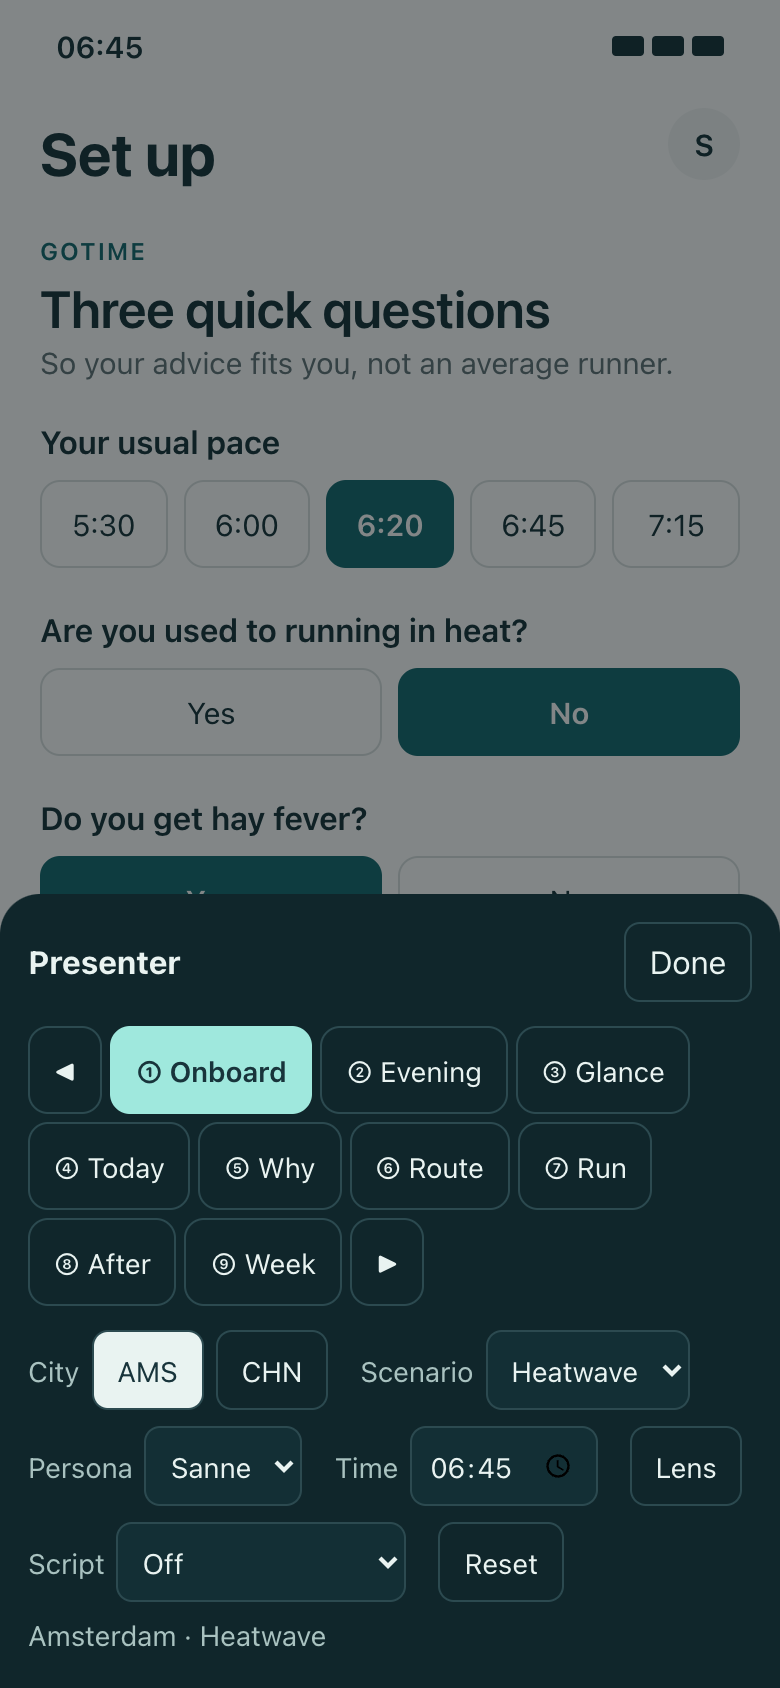 06:45
Set up
S
GOTIME
Three quick questions
So your advice fits you, not an average runner.
Your usual pace
5:30 6:00 6:20 6:45 7:15
Are you used to running in heat?
Yes No
Do you get hay fever?
Presenter Done
◀ ① Onboard ② Evening ③ Glance
④ Today ⑤ Why ⑥ Route ⑦ Run
⑧ After ⑨ Week ▶
City AMS CHN Scenario Heatwave
Persona Sanne Time 06:45 Lens
Script Off Reset
Amsterdam · Heatwave